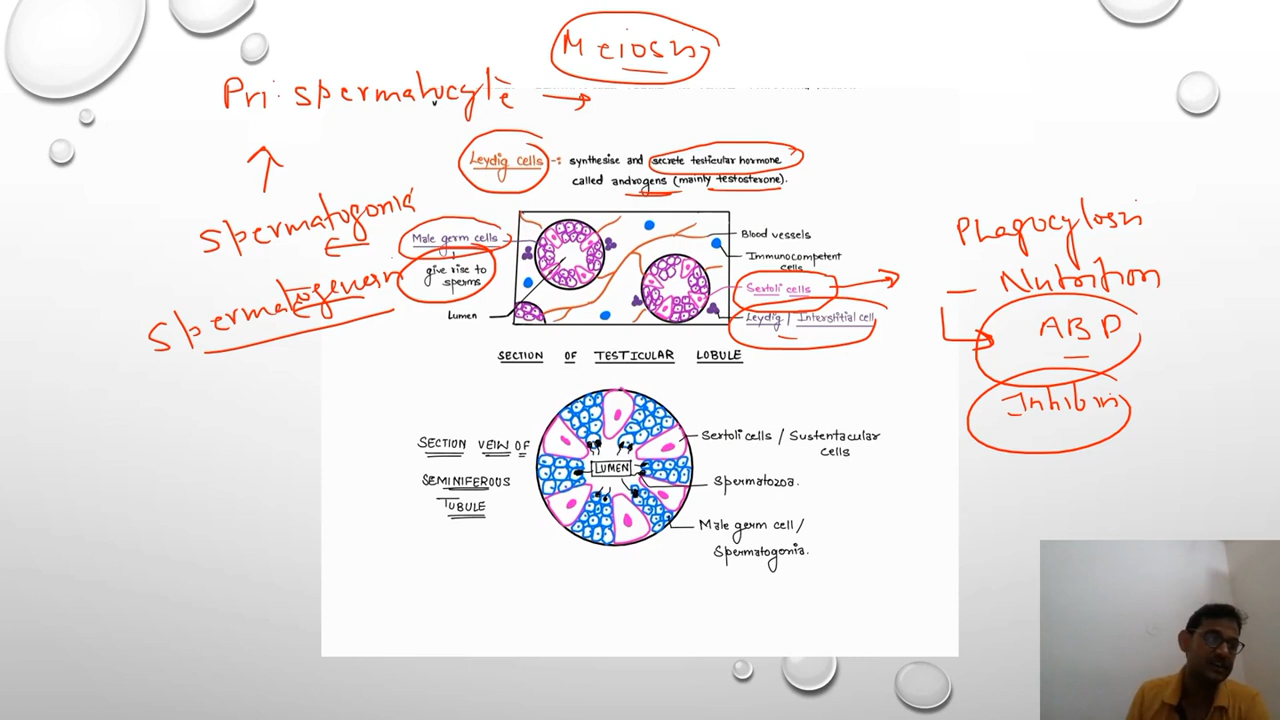 Meiosis
Pri. spermatocyte →
Leydig cells -: synthesise and secrete testicular hormone
called androgens (mainly testosterone).
Spermatogonia
Spermatogenesis
Male germ cells
give rise to
sperms
Lumen
Blood vessels
Immunocompetent
cells
Sertoli cells
Leydig / Interstitial cell
SECTION OF TESTICULAR LOBULE
Phagocytosis
- Nutrition
ABP
Inhibin
SECTION VEIW OF
SEMINIFEROUS
TUBULE
LUMEN
Sertoli cells / Sustentacular
cells
Spermatozoa.
Male germ cell /
Spermatogonia.